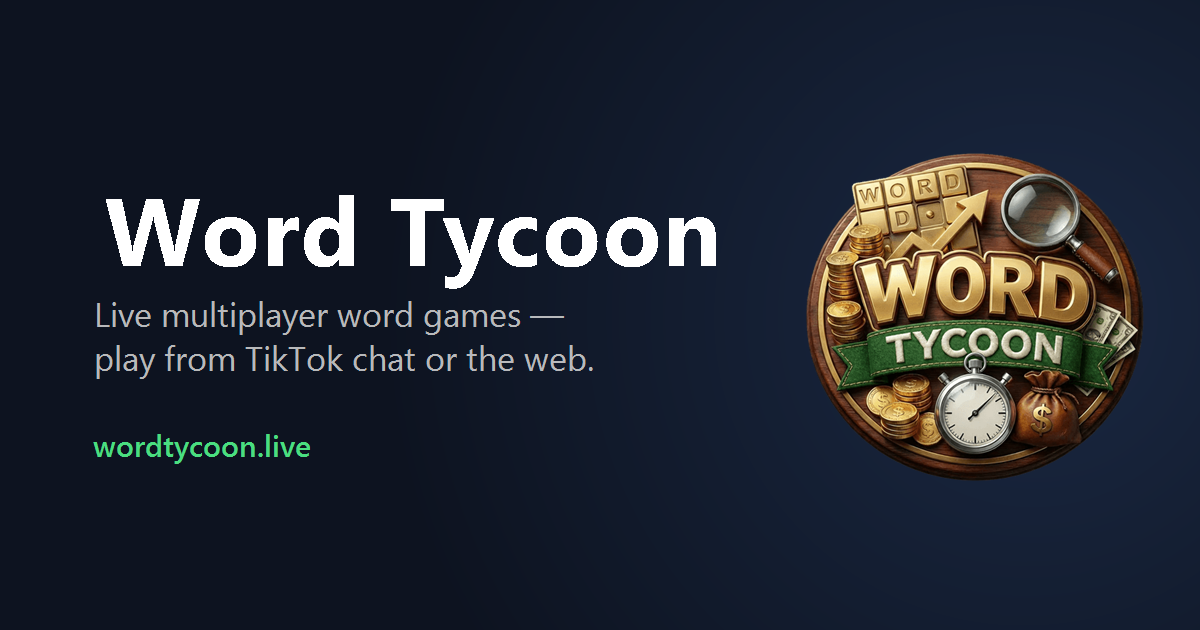 Word Tycoon
Live multiplayer word games —
play from TikTok chat or the web.
wordtycoon.live
WORD
D
WORD
TYCOON
$